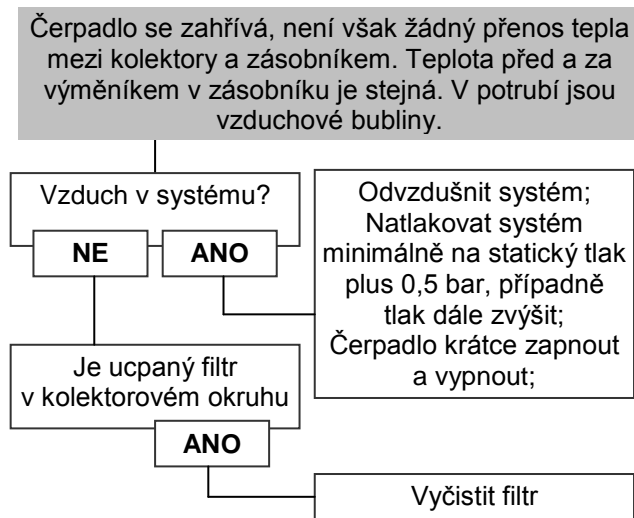 Čerpadlo se zahřívá, není však žádný přenos tepla
mezi kolektory a zásobníkem. Teplota před a za
výměníkem v zásobníku je stejná. V potrubí jsou
vzduchové bubliny.
Vzduch v systému?
NE
ANO
Odvzdušnit systém;
Natlakovat systém
minimálně na statický tlak
plus 0,5 bar, případně
tlak dále zvýšit;
Čerpadlo krátce zapnout
a vypnout;
Je ucpaný filtr
v kolektorovém okruhu
ANO
Vyčistit filtr